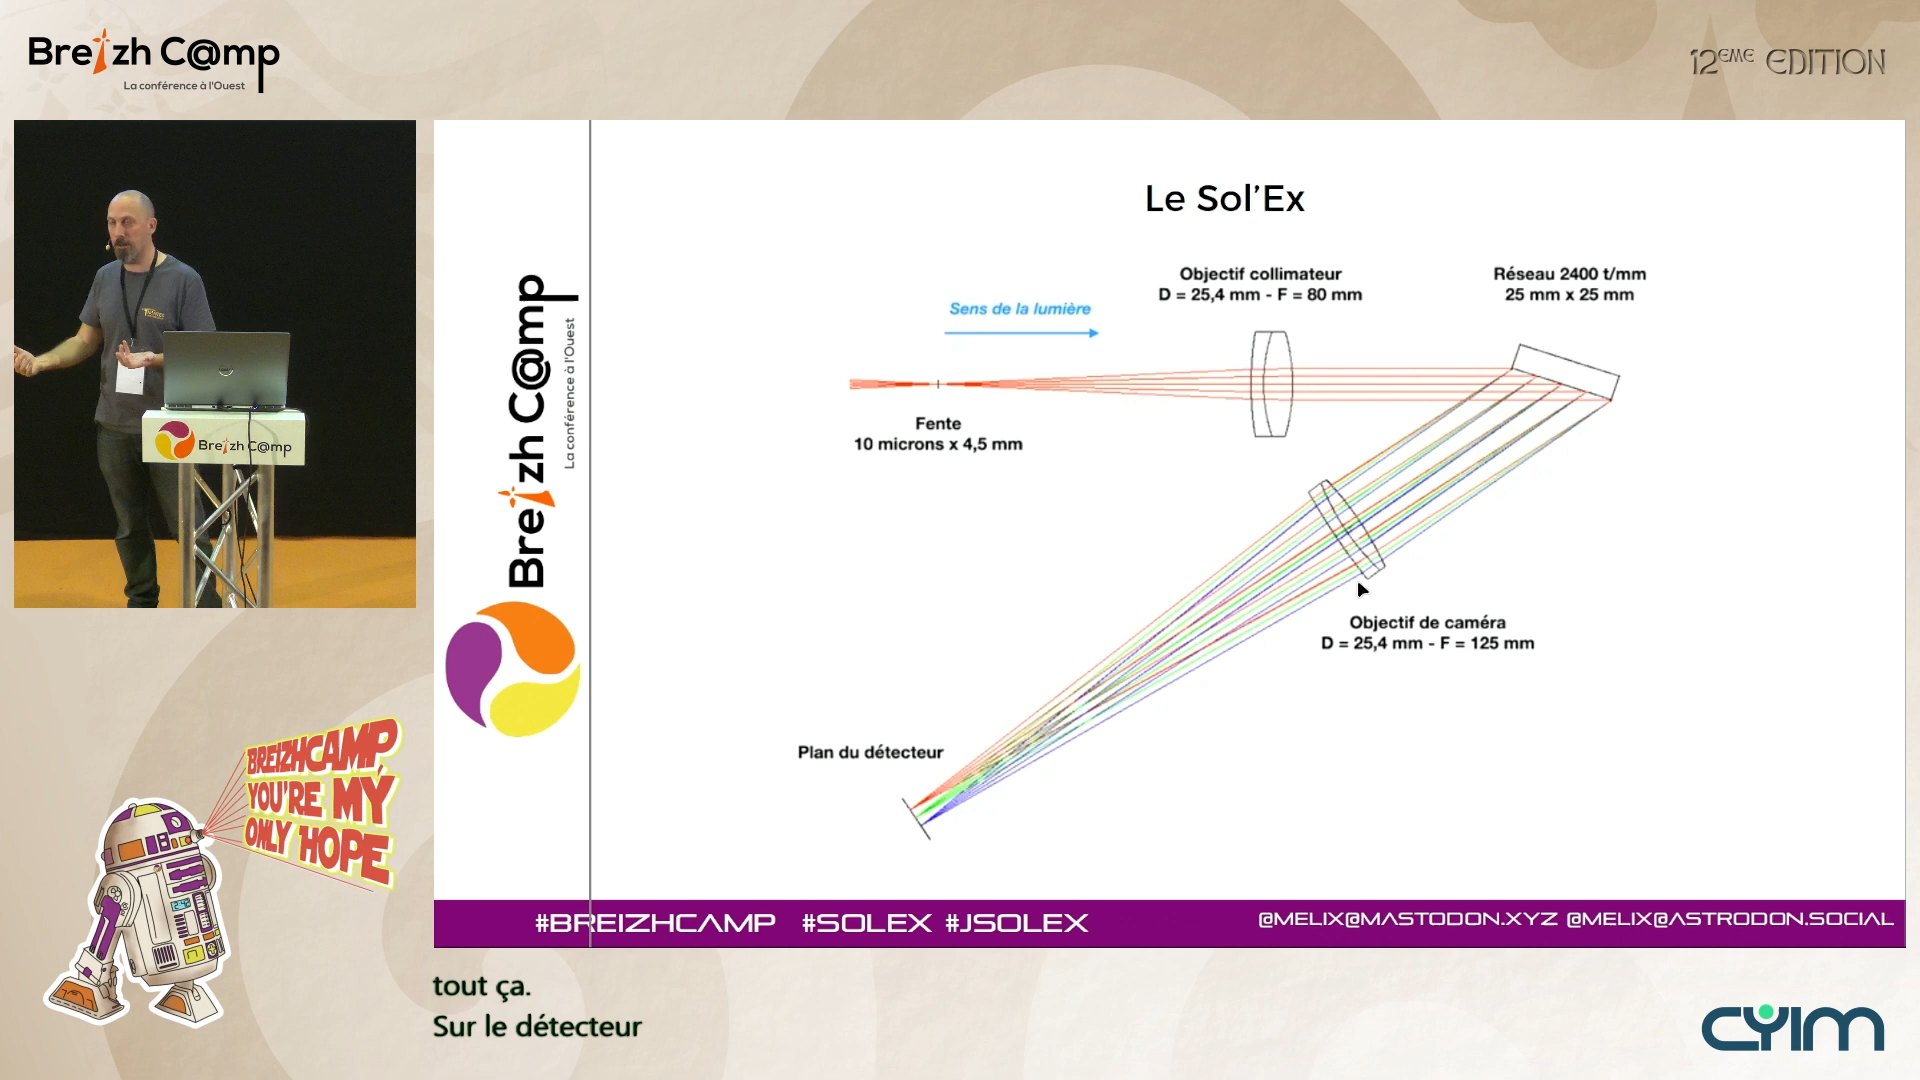 Breizh C@mp
La conférence à l'Ouest
12ÈME EDITION
Breizh C@mp
Breizh C@mp
La conférence à l'Ouest
Le Sol'Ex
Objectif collimateur
D = 25,4 mm - F = 80 mm
Réseau 2400 t/mm
25 mm x 25 mm
Sens de la lumière
Fente
10 microns x 4,5 mm
Objectif de caméra
D = 25,4 mm - F = 125 mm
Plan du détecteur
#BREIZHCAMP #SOLEX #JSOLEX
@MELIX@MASTODON.XYZ @MELIX@ASTRODON.SOCIAL
BREIZHCAMP,
YOU'RE MY
ONLY HOPE
tout ça.
Sur le détecteur
CYIM